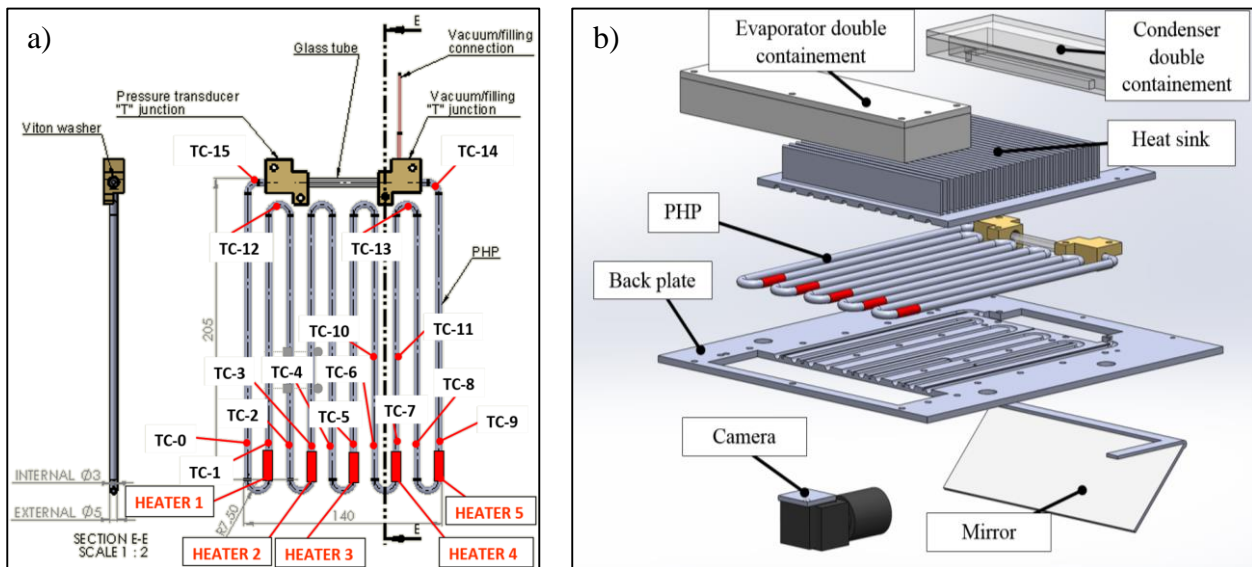 a)
E
Glass tube
Vacuum/filling
connection
Pressure transducer
"T" junction
Vacuum/filling
"T" junction
Viton washer
TC-15
TC-14
TC-12
TC-13
PHP
205
TC-10
TC-11
TC-3
TC-4
TC-6
TC-8
TC-2
TC-5
TC-7
TC-9
TC-0
TC-1
INTERNAL Ø3
HEATER 1
EXTERNAL Ø5
R7,50
140
HEATER 5
SECTION E-E
SCALE 1 : 2
HEATER 2
HEATER 3
HEATER 4
E
b)
Evaporator double
containement
Condenser
double
containement
Heat sink
PHP
Back plate
Camera
Mirror